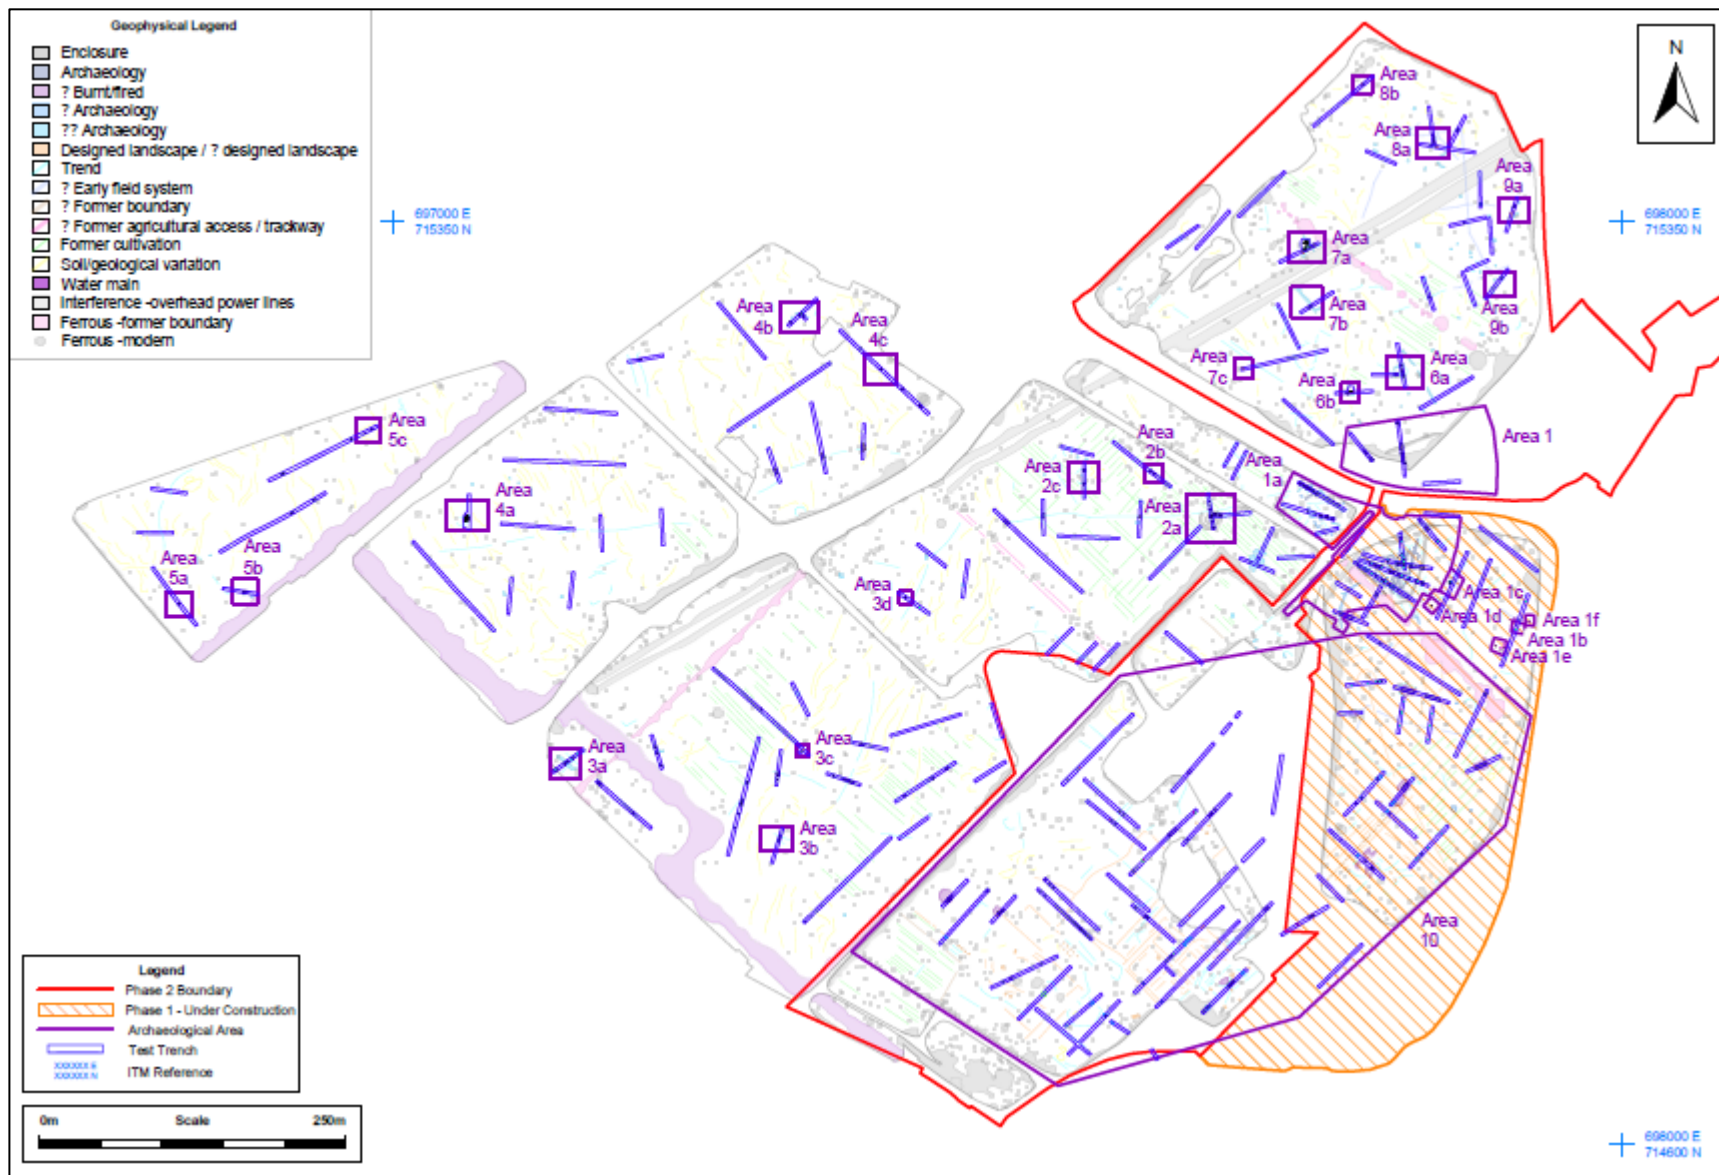 Geophysical Legend
Enclosure
Archaeology
? Burnt/fired
? Archaeology
?? Archaeology
Designed landscape / ? designed landscape
Trend
? Early field system
? Former boundary
? Former agricultural access / trackway
Former cultivation
Soil/geological variation
Water main
Interference -overhead power lines
Ferrous -former boundary
Ferrous -modern
N
697000 E
715350 N
698000 E
715350 N
Area
8b
Area
8a
Area
9a
Area
7a
Area
7b
Area
9b
Area
7c
Area
6b
Area
6a
Area 1
Area
4b
Area
4c
Area
5c
Area
4a
Area
5a
Area
5b
Area
2b
Area
2c
Area
2a
Area
1a
Area
3d
Area 1c
Area 1d
Area 1f
Area 1b
Area 1e
Area
3a
Area
3c
Area
3b
Area
10
Legend
Phase 2 Boundary
Phase 1 - Under Construction
Archaeological Area
Test Trench
XXXXXX E
XXXXXX N
ITM Reference
0m
Scale
250m
698000 E
714600 N